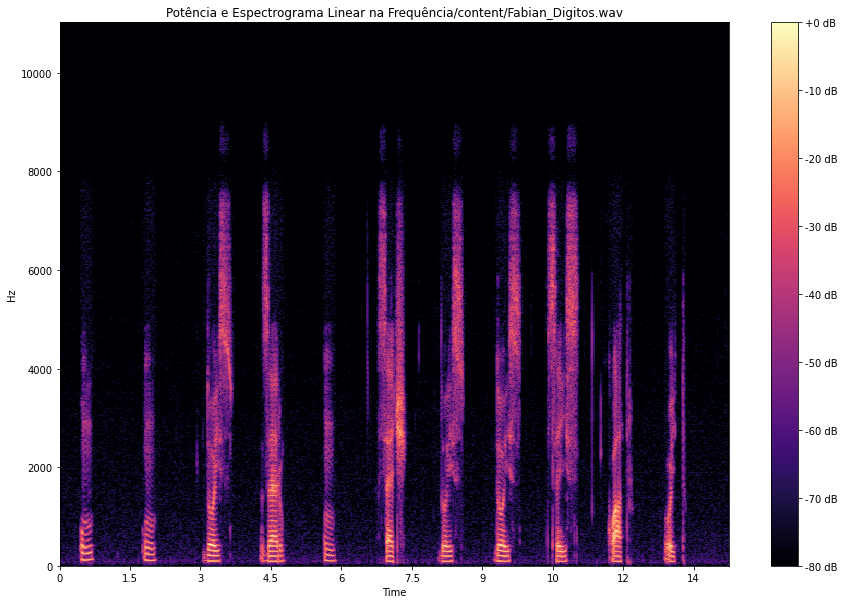 Potência e Espectrograma Linear na Frequência/content/Fabian_Digitos.wav
+0 dB
10000
-10 dB
8000
-20 dB
6000
-30 dB
Hz
-40 dB
4000
-50 dB
2000
-60 dB
-70 dB
0
-80 dB
0 1.5 3 4.5 6 7.5 9 10 12 14
Time